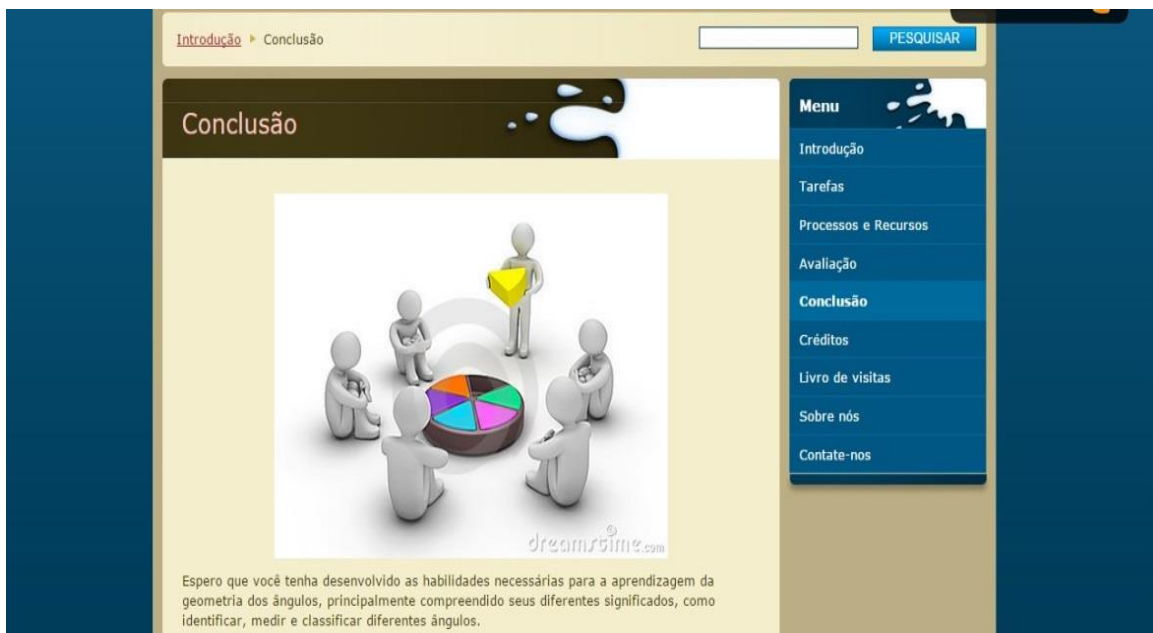 Introdução ▸ Conclusão
PESQUISAR
Conclusão
dreamstime.com
Espero que você tenha desenvolvido as habilidades necessárias para a aprendizagem da
geometria dos ângulos, principalmente compreendido seus diferentes significados, como
identificar, medir e classificar diferentes ângulos.
Menu
Introdução
Tarefas
Processos e Recursos
Avaliação
Conclusão
Créditos
Livro de visitas
Sobre nós
Contate-nos